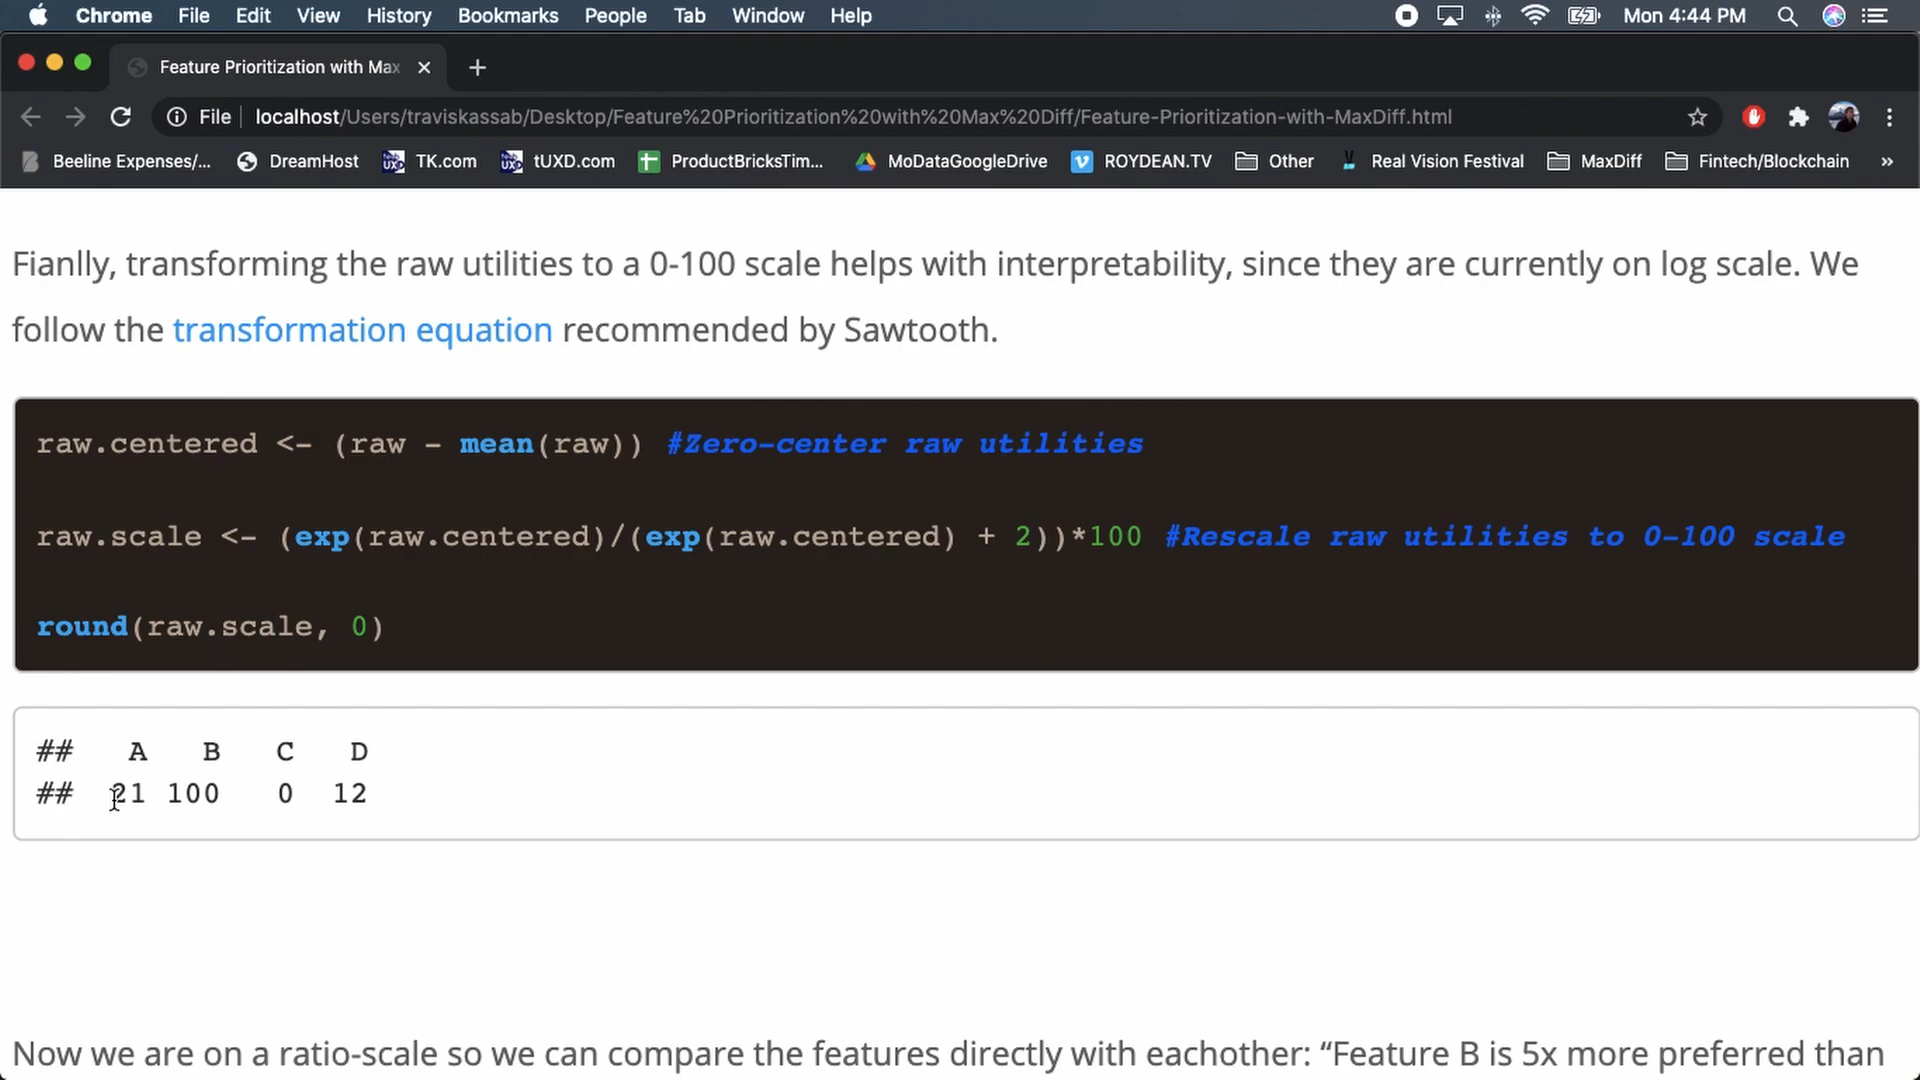 Chrome File Edit View History Bookmarks People Tab Window Help Mon 4:44 PM
Feature Prioritization with Max
File localhost/Users/traviskassab/Desktop/Feature%20Prioritization%20with%20Max%20Diff/Feature-Prioritization-with-MaxDiff.html
Beeline Expenses/... DreamHost TK.com tUXD.com ProductBricksTim... MoDataGoogleDrive ROYDEAN.TV Other Real Vision Festival MaxDiff Fintech/Blockchain »
Fianlly, transforming the raw utilities to a 0-100 scale helps with interpretability, since they are currently on log scale. We
follow the transformation equation recommended by Sawtooth.
raw.centered <- (raw - mean(raw)) #Zero-center raw utilities
raw.scale <- (exp(raw.centered)/(exp(raw.centered) + 2))*100 #Rescale raw utilities to 0-100 scale
round(raw.scale, 0)
## A B C D
## 21 100 0 12
Now we are on a ratio-scale so we can compare the features directly with eachother: “Feature B is 5x more preferred than